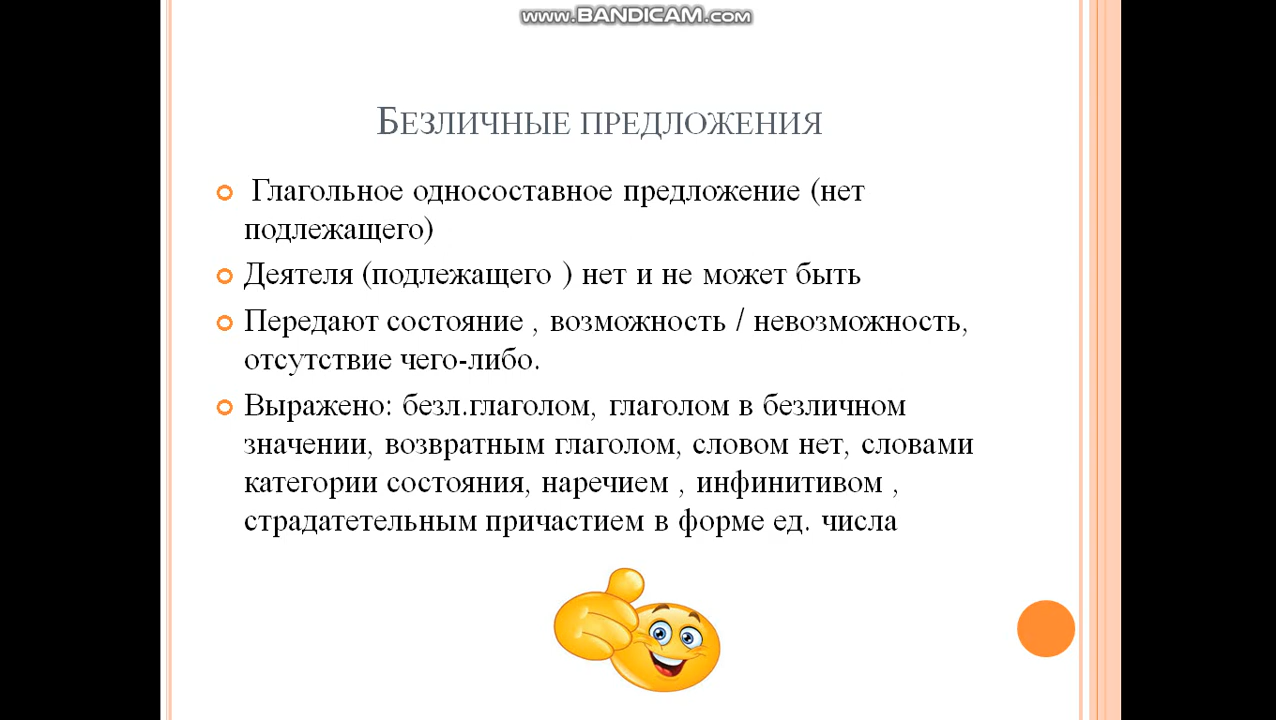 www.BANDICAM.com
БЕЗЛИЧНЫЕ ПРЕДЛОЖЕНИЯ
Глагольное односоставное предложение (нет
подлежащего)
Деятеля (подлежащего ) нет и не может быть
Передают состояние , возможность / невозможность,
отсутствие чего-либо.
Выражено: безл.глаголом, глаголом в безличном
значении, возвратным глаголом, словом нет, словами
категории состояния, наречием , инфинитивом ,
страдатетельным причастием в форме ед. числа